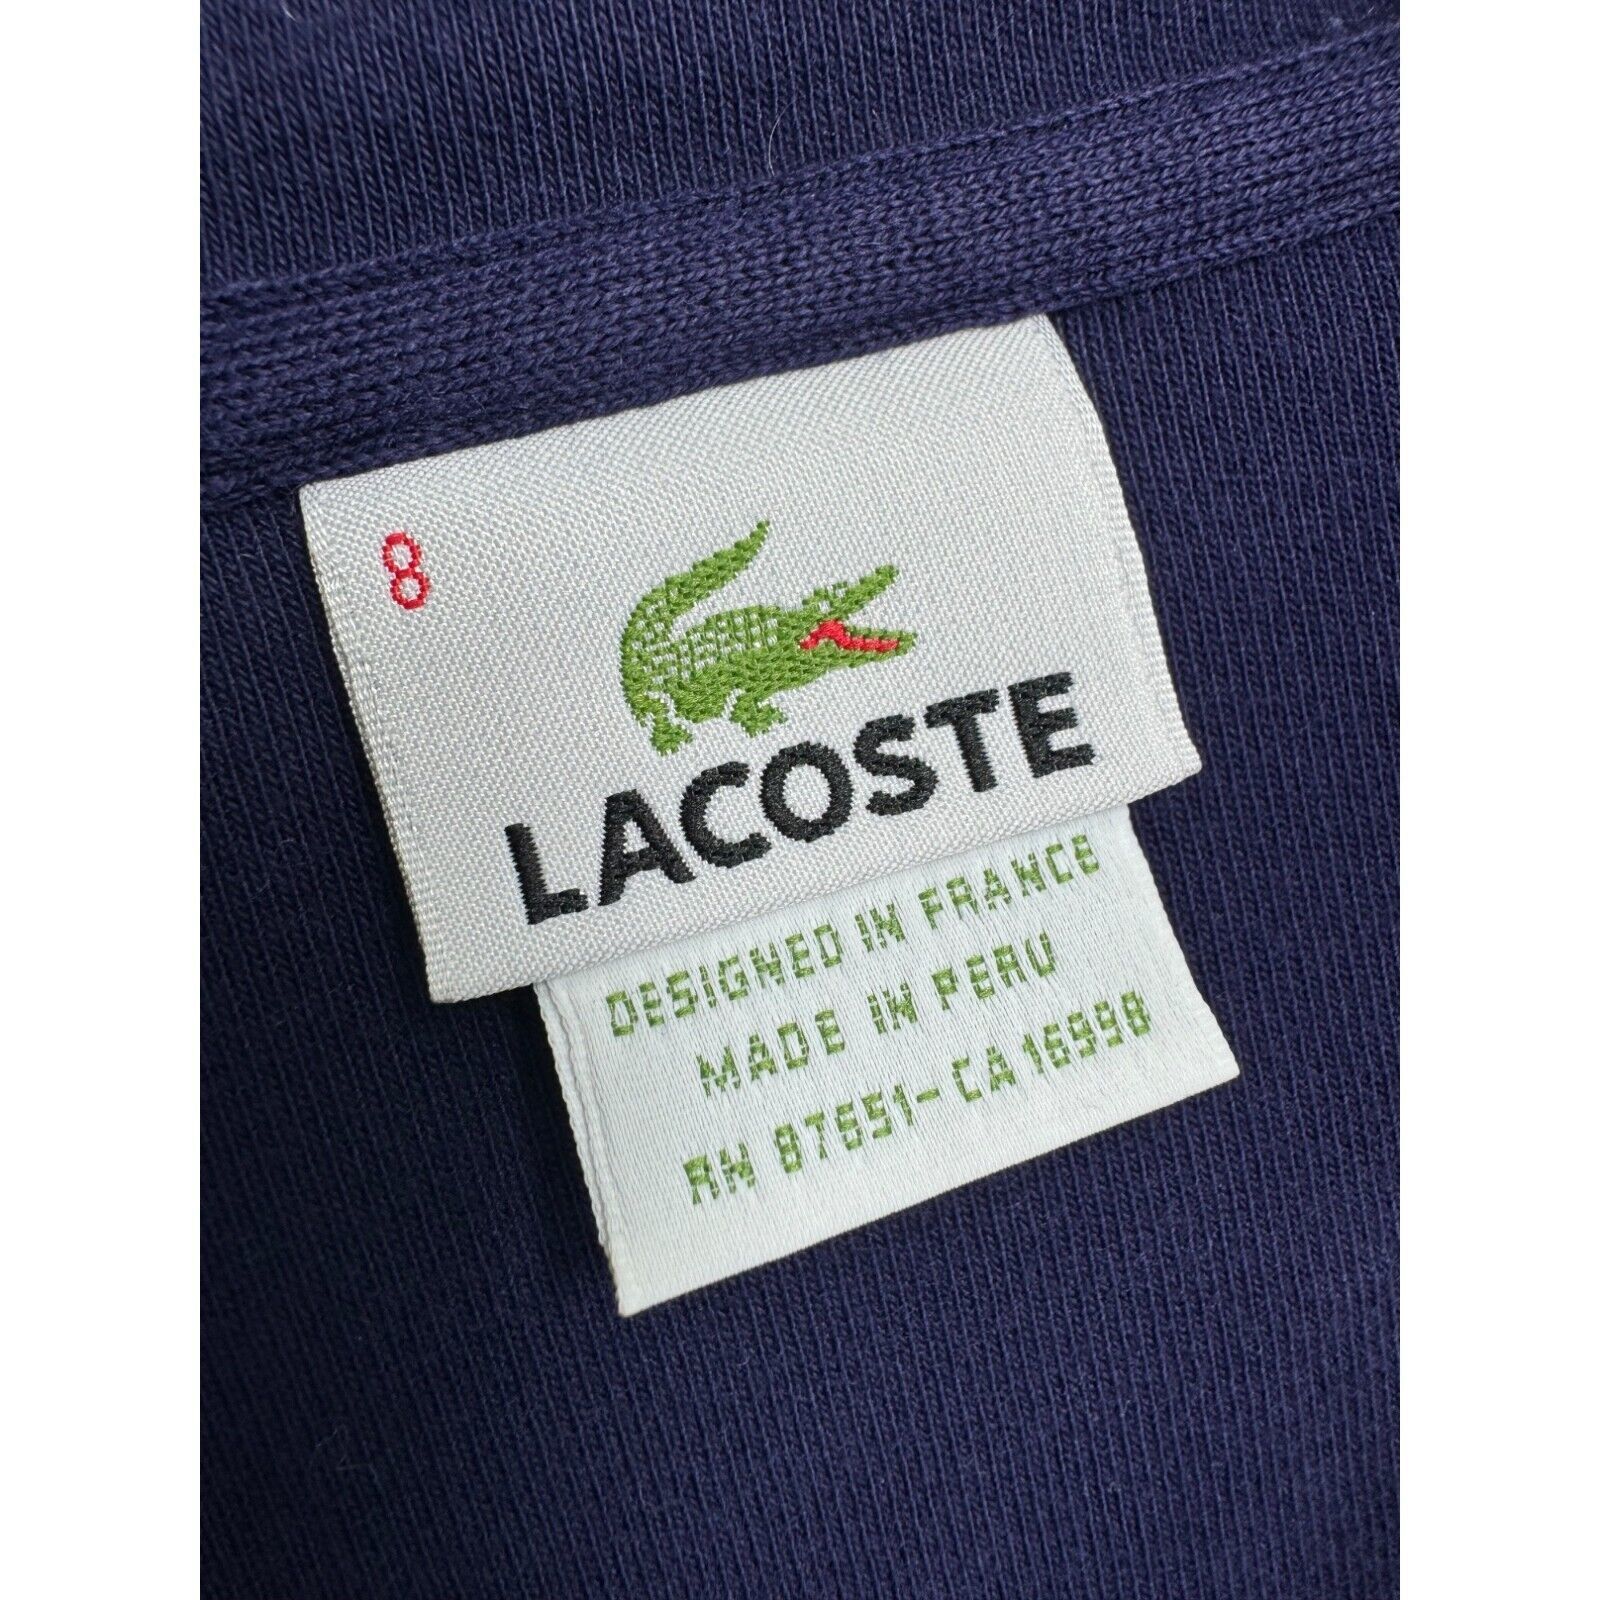 8
LACOSTE
DESIGNED IN FRANCE
MADE IN PERU
RN 87651-CA 16998